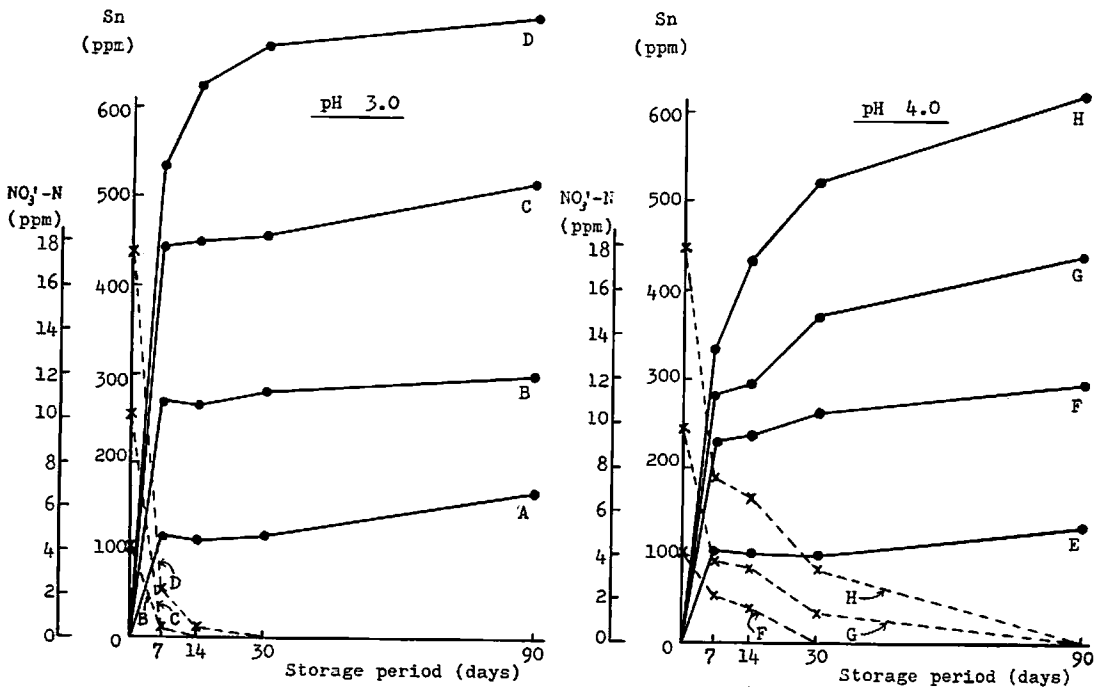 Sn
(ppm)
pH 3.0
600
500
400
300
200
100
0
NO₃'-N
(ppm)
18
16
14
12
10
8
6
4
2
0
D
C
B
A
D
B
C
7
14
30
90
Storage period (days)
Sn
(ppm)
pH 4.0
600
500
400
300
200
100
0
NO₃'-N
(ppm)
18
16
14
12
10
8
6
4
2
0
H
G
F
E
H
F
G
7
14
30
90
Storage period (days)